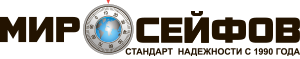 МИР СЕЙФОВ
СТАНДАРТ НАДЕЖНОСТИ С 1990 ГОДА